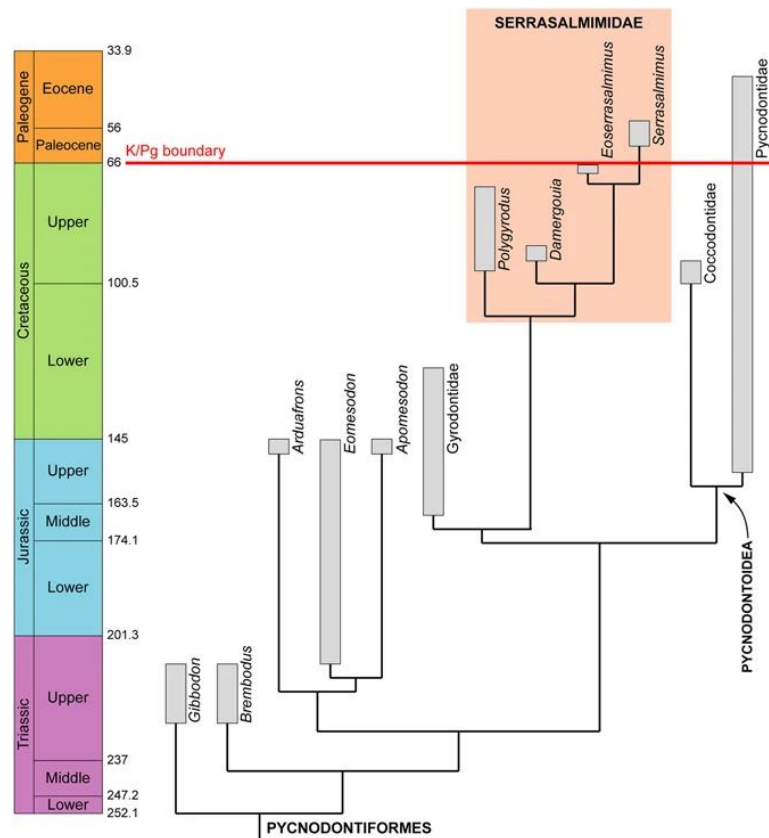 SERRASALMIMIDAE
33.9
Paleogene
Eocene
56
Paleocene
K/Pg boundary
66
Cretaceous
Upper
100.5
Lower
145
Jurassic
Upper
163.5
Middle
174.1
Lower
201.3
Triassic
Upper
237
Middle
247.2
Lower
252.1
Gibbodon
Brembodus
Arduafrons
Eomesodon
Apomesodon
Gyrodontidae
Polygyrodus
Damergouia
Eoserrasalmimus
Serrasalmimus
Coccodontidae
Pycnodontidae
PYCNODONTOIDEA
PYCNODONTIFORMES